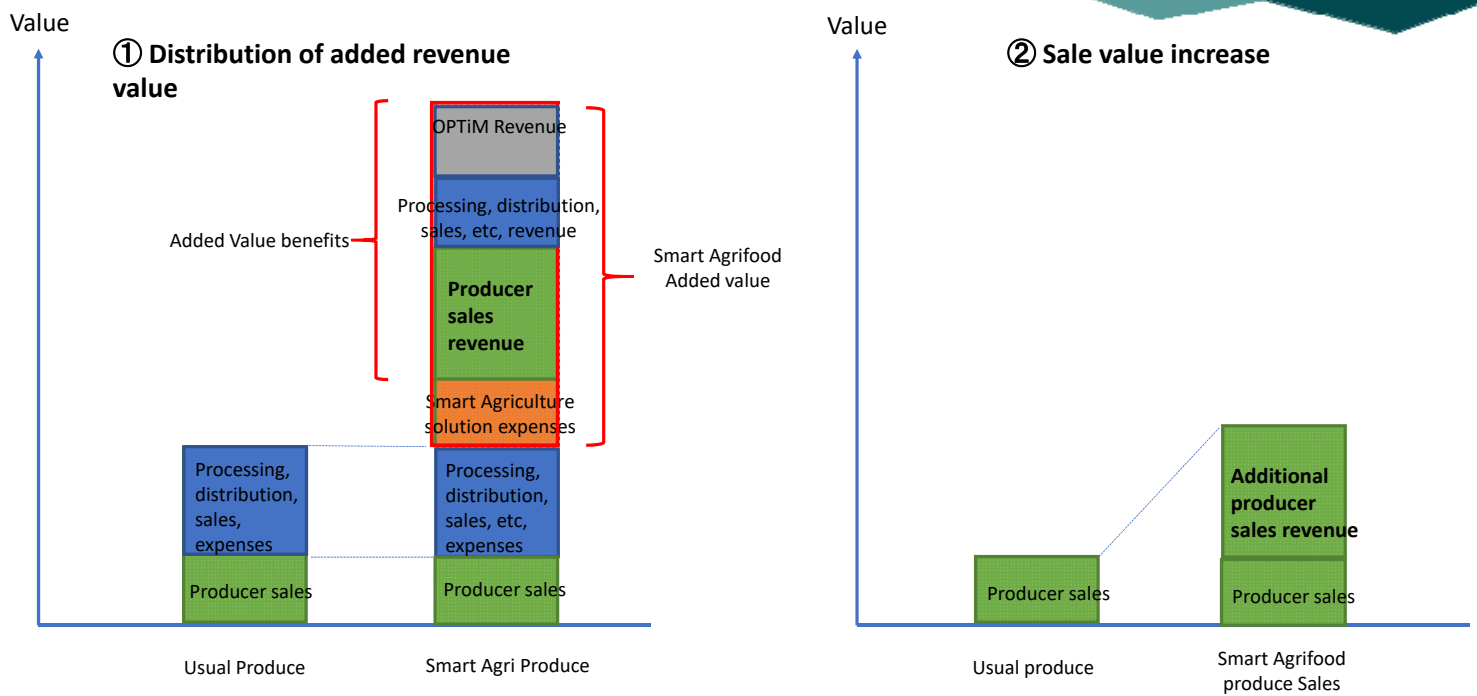 Value
① Distribution of added revenue
value
OPTiM Revenue
Processing, distribution,
sales, etc, revenue
Added Value benefits
Smart Agrifood
Added value
Producer
sales
revenue
Smart Agriculture
solution expenses
Processing,
distribution,
sales,
expenses
Processing,
distribution,
sales, etc,
expenses
Producer sales
Producer sales
Usual Produce
Smart Agri Produce
Value
② Sale value increase
Additional
producer
sales revenue
Producer sales
Producer sales
Usual produce
Smart Agrifood
produce Sales